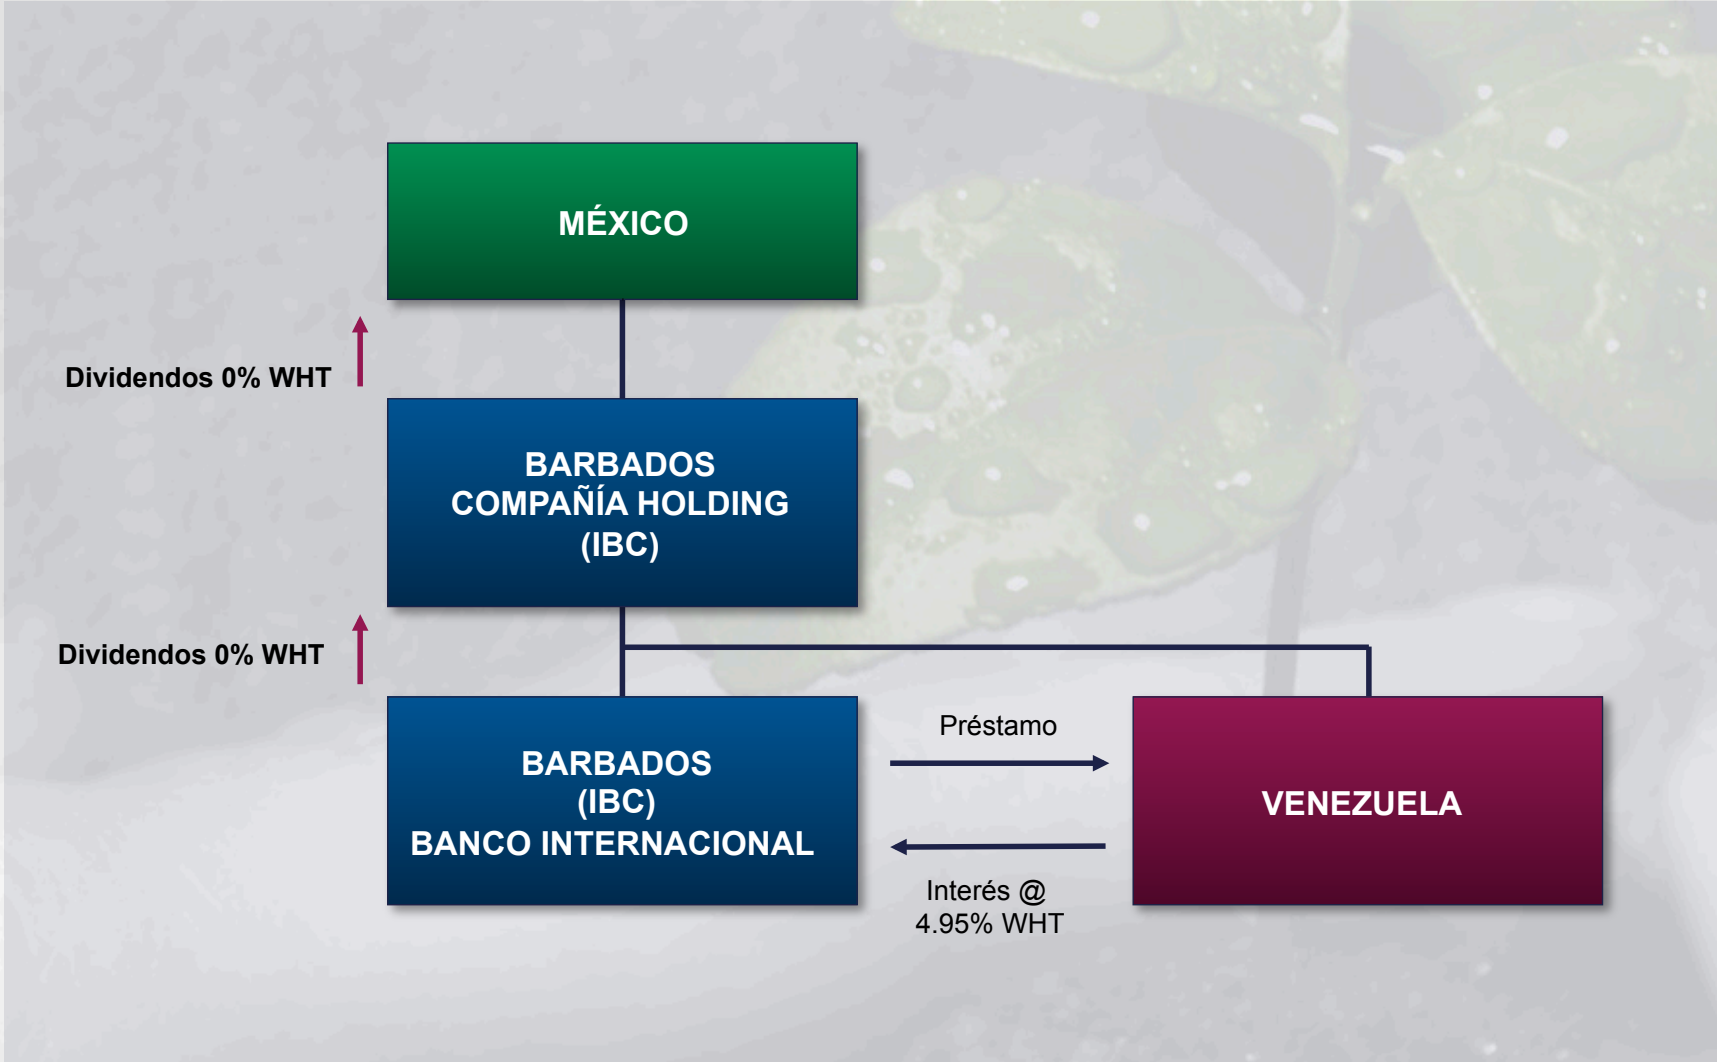 MÉXICO
Dividendos 0% WHT
BARBADOS
COMPAÑÍA HOLDING
(IBC)
Dividendos 0% WHT
BARBADOS
(IBC)
BANCO INTERNACIONAL
Préstamo
Interés @
4.95% WHT
VENEZUELA